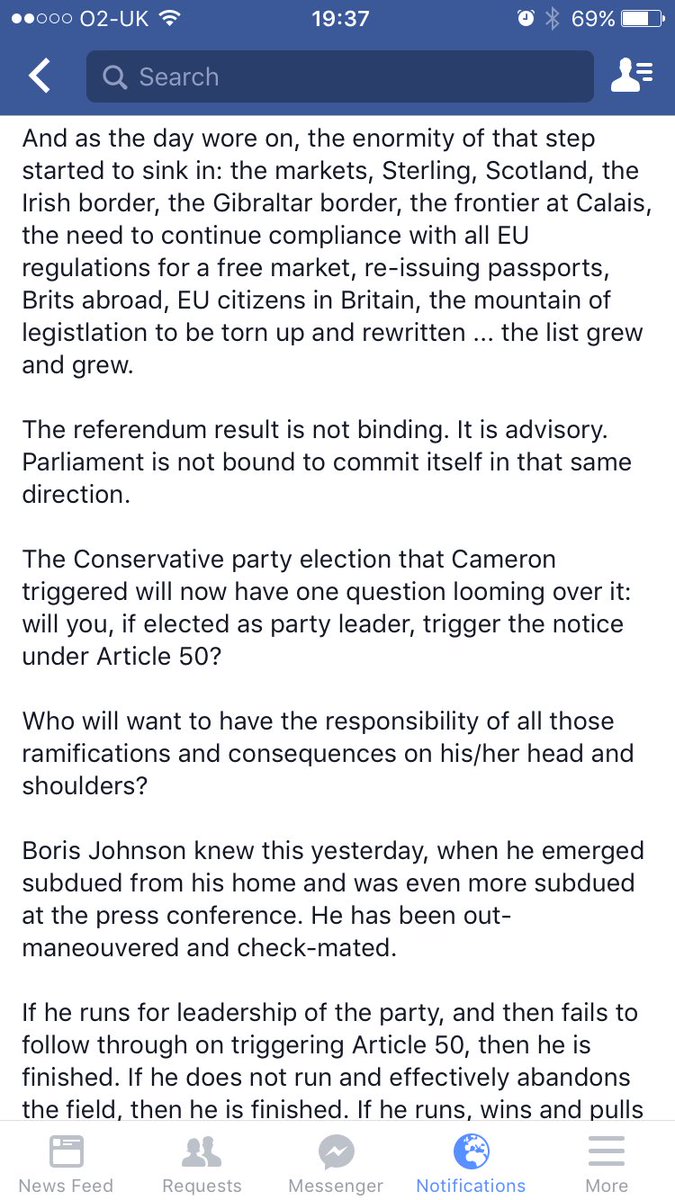 O2-UK 19:37 69%
Search
And as the day wore on, the enormity of that step
started to sink in: the markets, Sterling, Scotland, the
Irish border, the Gibraltar border, the frontier at Calais,
the need to continue compliance with all EU
regulations for a free market, re-issuing passports,
Brits abroad, EU citizens in Britain, the mountain of
legistlation to be torn up and rewritten ... the list grew
and grew.
The referendum result is not binding. It is advisory.
Parliament is not bound to commit itself in that same
direction.
The Conservative party election that Cameron
triggered will now have one question looming over it:
will you, if elected as party leader, trigger the notice
under Article 50?
Who will want to have the responsibility of all those
ramifications and consequences on his/her head and
shoulders?
Boris Johnson knew this yesterday, when he emerged
subdued from his home and was even more subdued
at the press conference. He has been out-
maneouvered and check-mated.
If he runs for leadership of the party, and then fails to
follow through on triggering Article 50, then he is
finished. If he does not run and effectively abandons
the field, then he is finished. If he runs, wins and pulls
News Feed Requests Messenger Notifications More